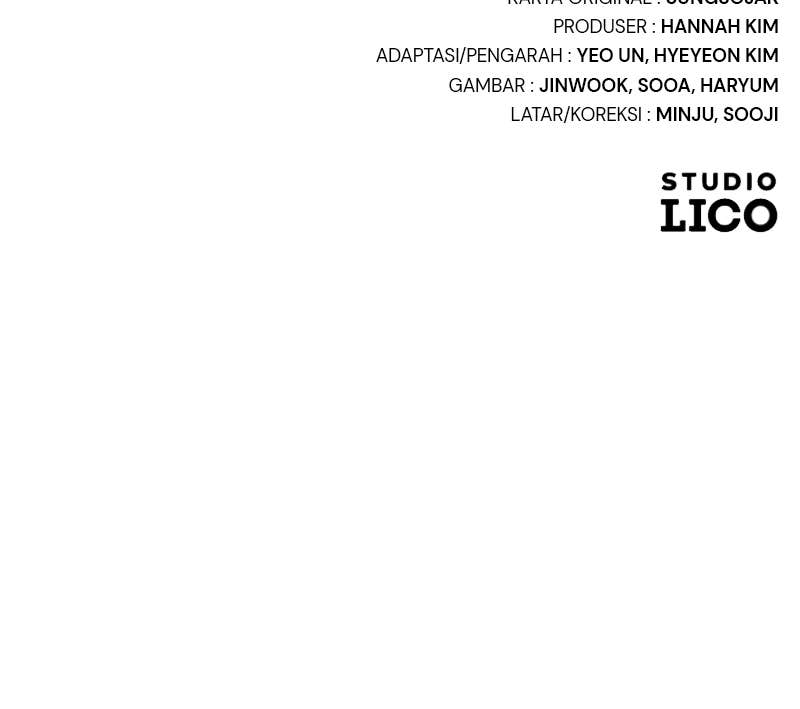 KARYA ORIGINAL :
PRODUSER : HANNAH KIM
ADAPTASI/PENGARAH : YEO UN, HYEYEON KIM
GAMBAR : JINWOOK, SOOA, HARYUM
LATAR/KOREKSI : MINJU, SOOJI
STUDIO
LICO